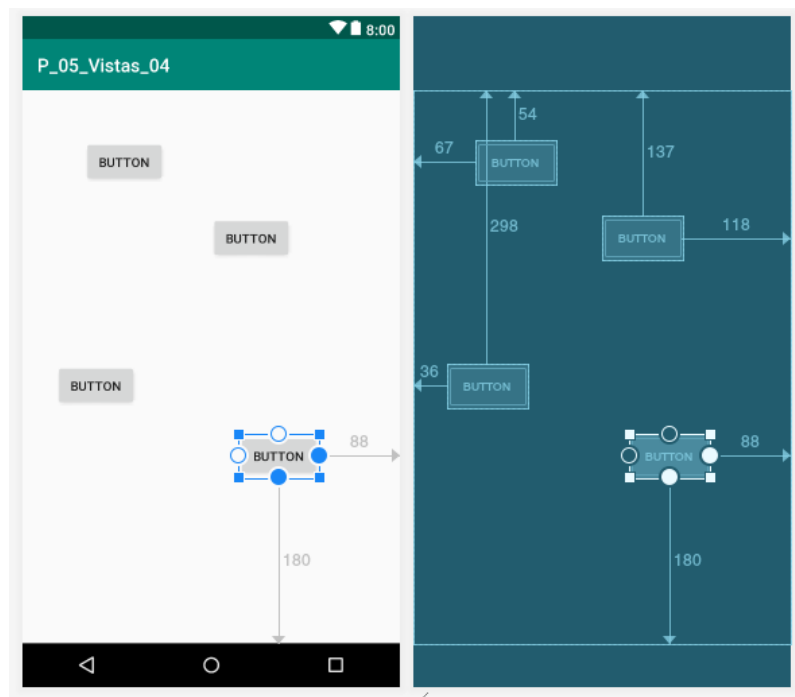 8:00
P_05_Vistas_04
BUTTON
BUTTON
BUTTON
BUTTON
88
180
54
67
BUTTON
137
298
BUTTON
118
36
BUTTON
BUTTON
88
180